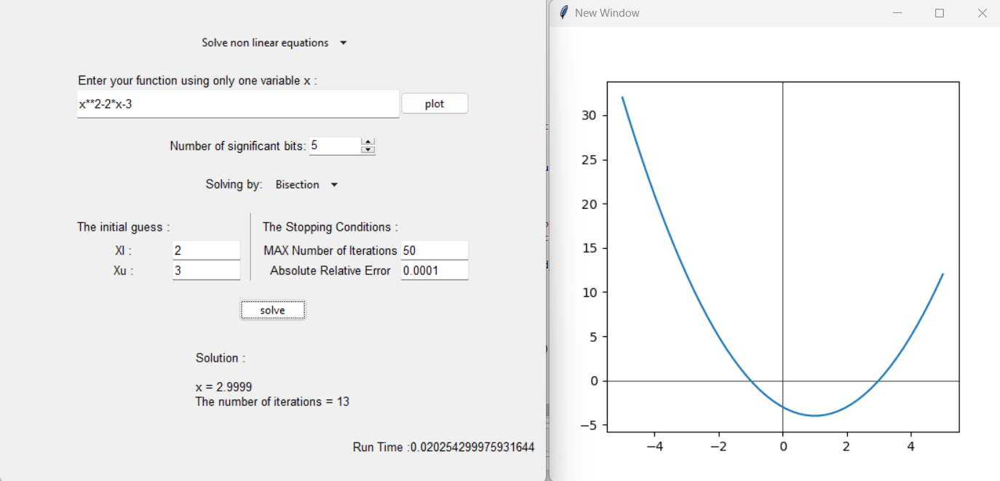 Solve non linear equations
Enter your function using only one variable x :
x**2-2*x-3
plot
Number of significant bits: 5
Solving by: Bisection
The initial guess :
Xl : 2
Xu : 3
The Stopping Conditions :
MAX Number of Iterations 50
Absolute Relative Error 0.0001
solve
Solution :
x = 2.9999
The number of iterations = 13
Run Time :0.020254299975931644
New Window
30
25
20
15
10
5
0
−5
−4 −2 0 2 4